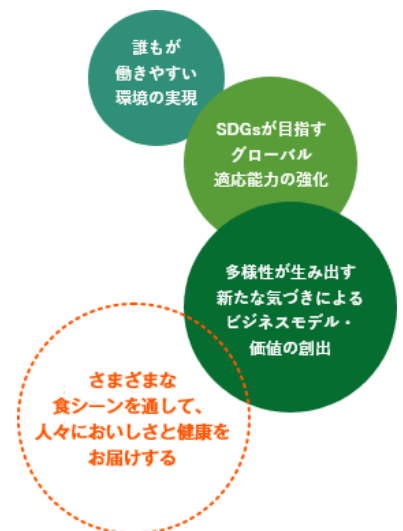 誰もが
働きやすい
環境の実現
SDGsが目指す
グローバル
適応能力の強化
多様性が生み出す
新たな気づきによる
ビジネスモデル・
価値の創出
さまざまな
食シーンを通して、
人々においしさと健康を
お届けする